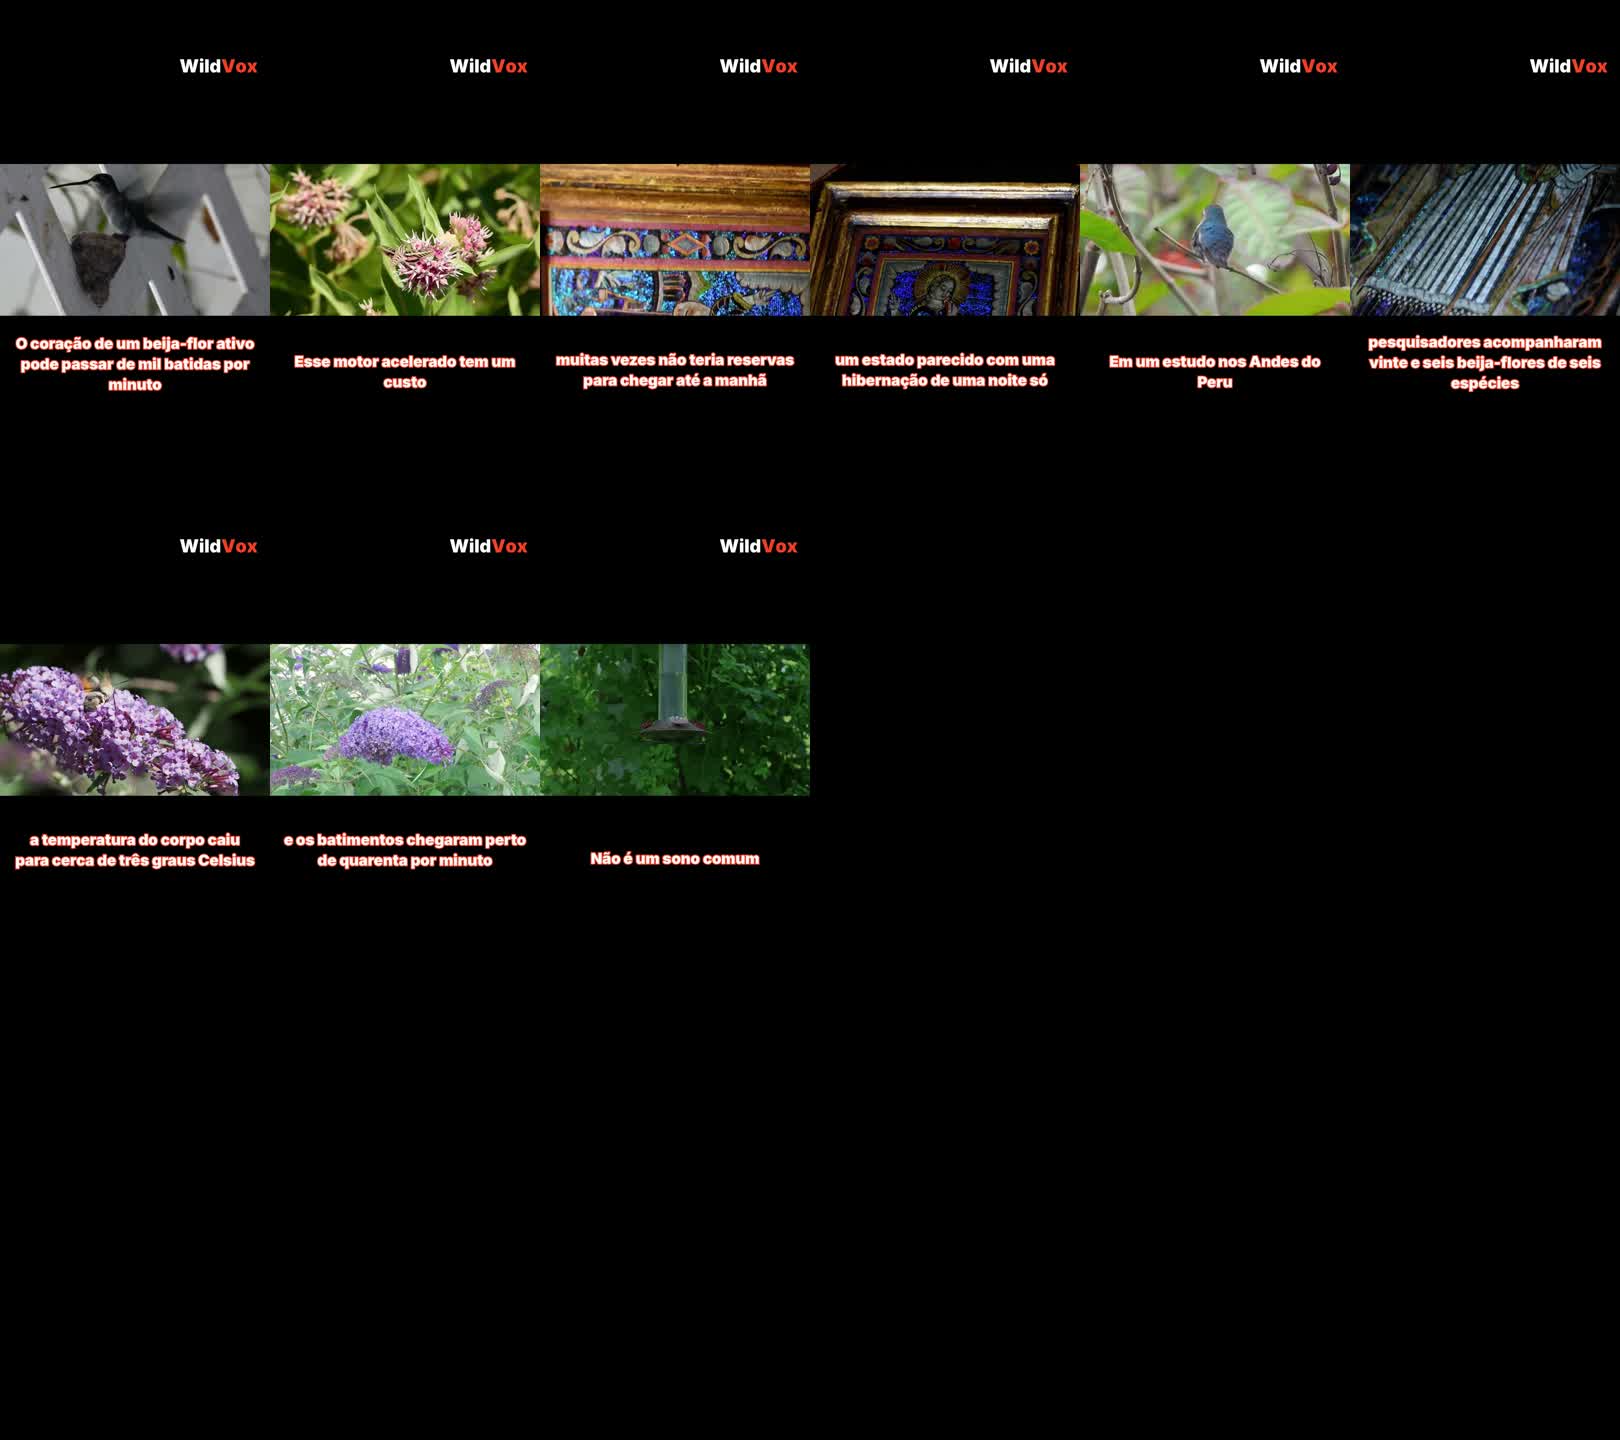 WildVox
WildVox
WildVox
WildVox
WildVox
WildVox
O coração de um beija-flor ativo
pode passar de mil batidas por
minuto
Esse motor acelerado tem um
custo
muitas vezes não teria reservas
para chegar até a manhã
um estado parecido com uma
hibernação de uma noite só
Em um estudo nos Andes do
Peru
pesquisadores acompanharam
vinte e seis beija-flores de seis
espécies
WildVox
WildVox
WildVox
a temperatura do corpo caiu
para cerca de três graus Celsius
e os batimentos chegaram perto
de quarenta por minuto
Não é um sono comum